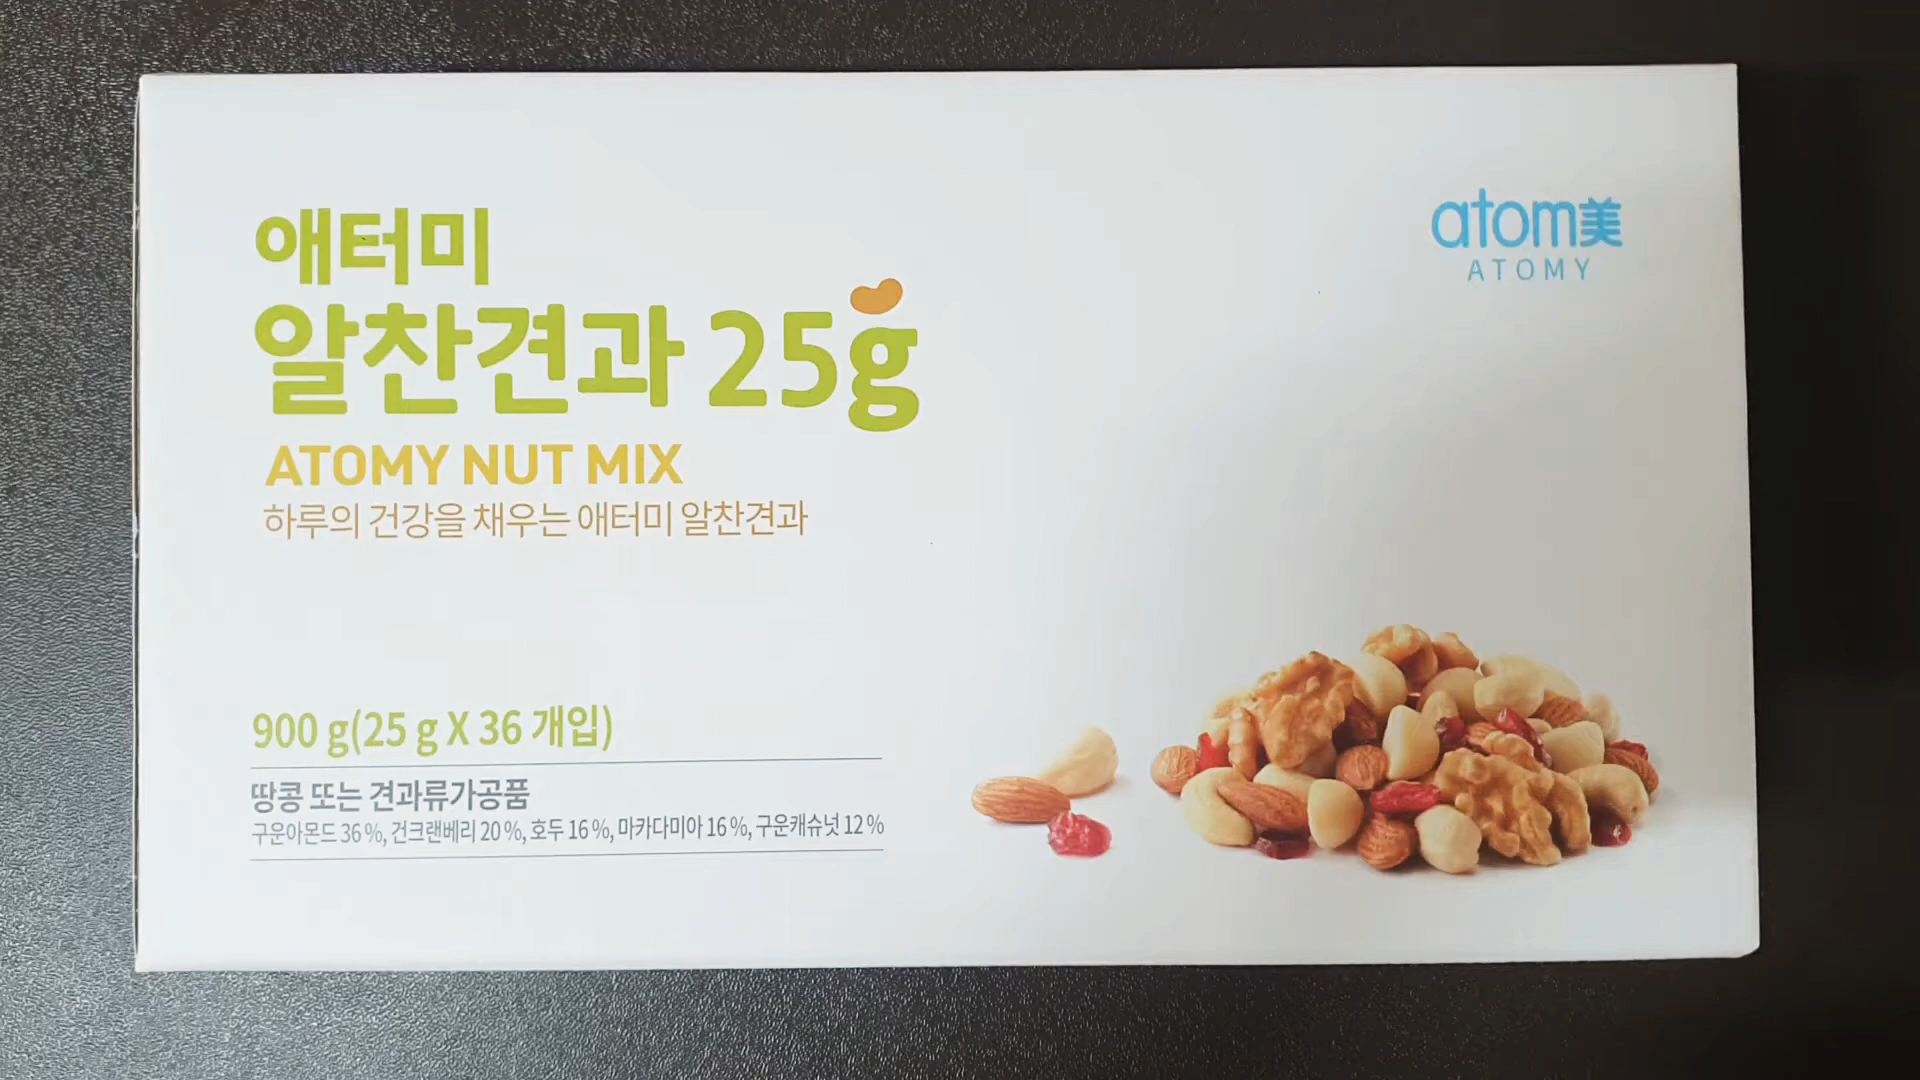 애터미
알찬견과 25g
ATOMY NUT MIX
하루의 건강을 채우는 애터미 알찬견과
900 g(25 g X 36 개입)
땅콩 또는 견과류가공품
구운아몬드 36 %, 건크랜베리 20 %, 호두 16 %, 마카다미아 16 %, 구운캐슈넛 12 %
atom美
ATOMY